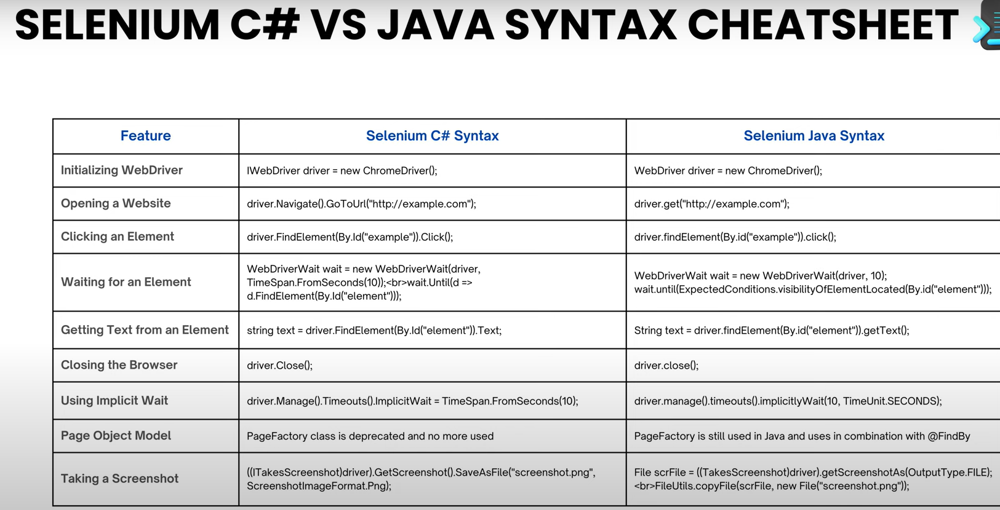 SELENIUM C# VS JAVA SYNTAX CHEATSHEET
Feature
Selenium C# Syntax
Selenium Java Syntax
Initializing WebDriver
IWebDriver driver = new ChromeDriver();
WebDriver driver = new ChromeDriver();
Opening a Website
driver.Navigate().GoToUrl("http://example.com");
driver.get("http://example.com");
Clicking an Element
driver.FindElement(By.Id("example")).Click();
driver.findElement(By.id("example")).click();
Waiting for an Element
WebDriverWait wait = new WebDriverWait(driver,
TimeSpan.FromSeconds(10));<br>wait.Until(d =>
d.FindElement(By.Id("element")));
WebDriverWait wait = new WebDriverWait(driver, 10);
wait.until(ExpectedConditions.visibilityOfElementLocated(By.id("element")));
Getting Text from an Element
string text = driver.FindElement(By.Id("element")).Text;
String text = driver.findElement(By.id("element")).getText();
Closing the Browser
driver.Close();
driver.close();
Using Implicit Wait
driver.Manage().Timeouts().ImplicitWait = TimeSpan.FromSeconds(10);
driver.manage().timeouts().implicitlyWait(10, TimeUnit.SECONDS);
Page Object Model
PageFactory class is deprecated and no more used
PageFactory is still used in Java and uses in combination with @FindBy
Taking a Screenshot
((ITakesScreenshot)driver).GetScreenshot().SaveAsFile("screenshot.png",
ScreenshotImageFormat.Png);
File scrFile = ((TakesScreenshot)driver).getScreenshotAs(OutputType.FILE);
<br>FileUtils.copyFile(scrFile, new File("screenshot.png"));